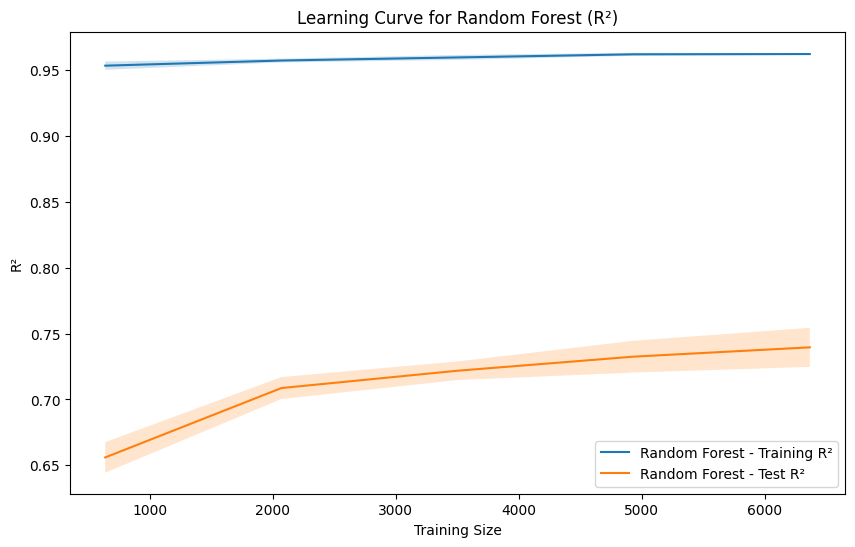 Learning Curve for Random Forest (R²)
R²
0.95
0.90
0.85
0.80
0.75
0.70
0.65
1000 2000 3000 4000 5000 6000
Training Size
Random Forest - Training R²
Random Forest - Test R²